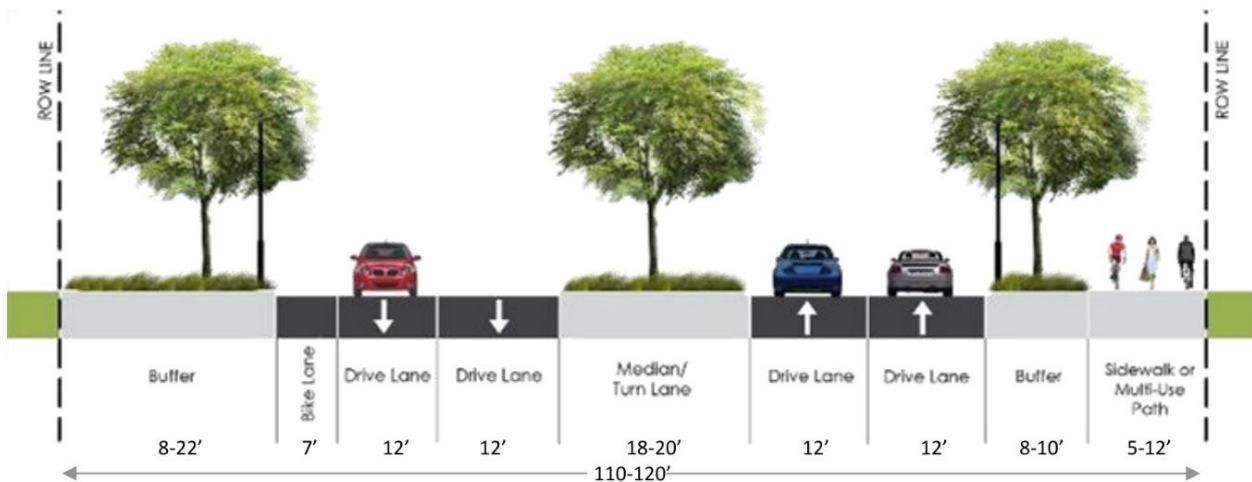 ROW LINE
ROW LINE
Buffer
Bike Lane
Drive Lane
Drive Lane
Median/
Turn Lane
Drive Lane
Drive Lane
Buffer
Sidewalk or
Multi-Use
Path
8-22’
7’
12’
12’
18-20’
12’
12’
8-10’
5-12’
110-120’